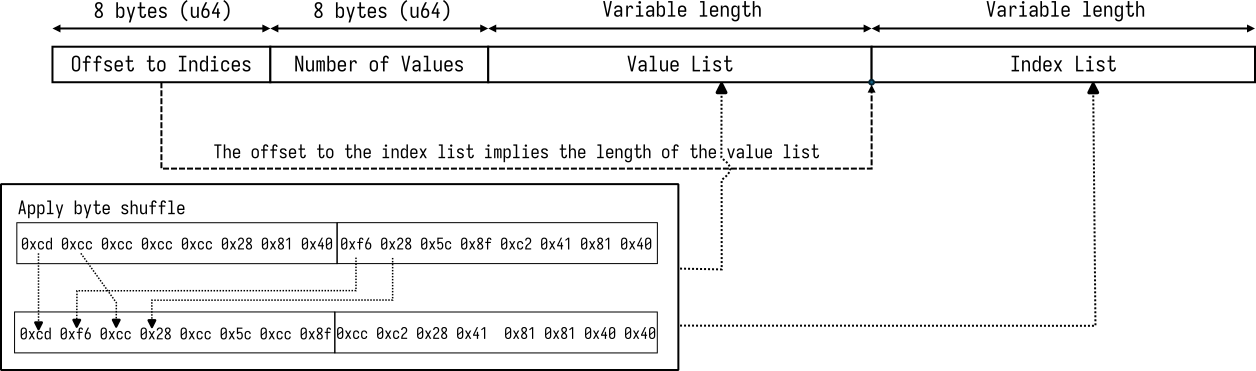 8 bytes (u64) 8 bytes (u64) Variable length Variable length
Offset to Indices Number of Values Value List Index List
The offset to the index list implies the length of the value list
Apply byte shuffle
0xcd 0xcc 0xcc 0xcc 0xcc 0x28 0x81 0x40 0xf6 0x28 0x5c 0x8f 0xc2 0x41 0x81 0x40
0xcd 0xf6 0xcc 0x28 0xcc 0x5c 0xcc 0x8f 0xcc 0xc2 0x28 0x41 0x81 0x81 0x40 0x40